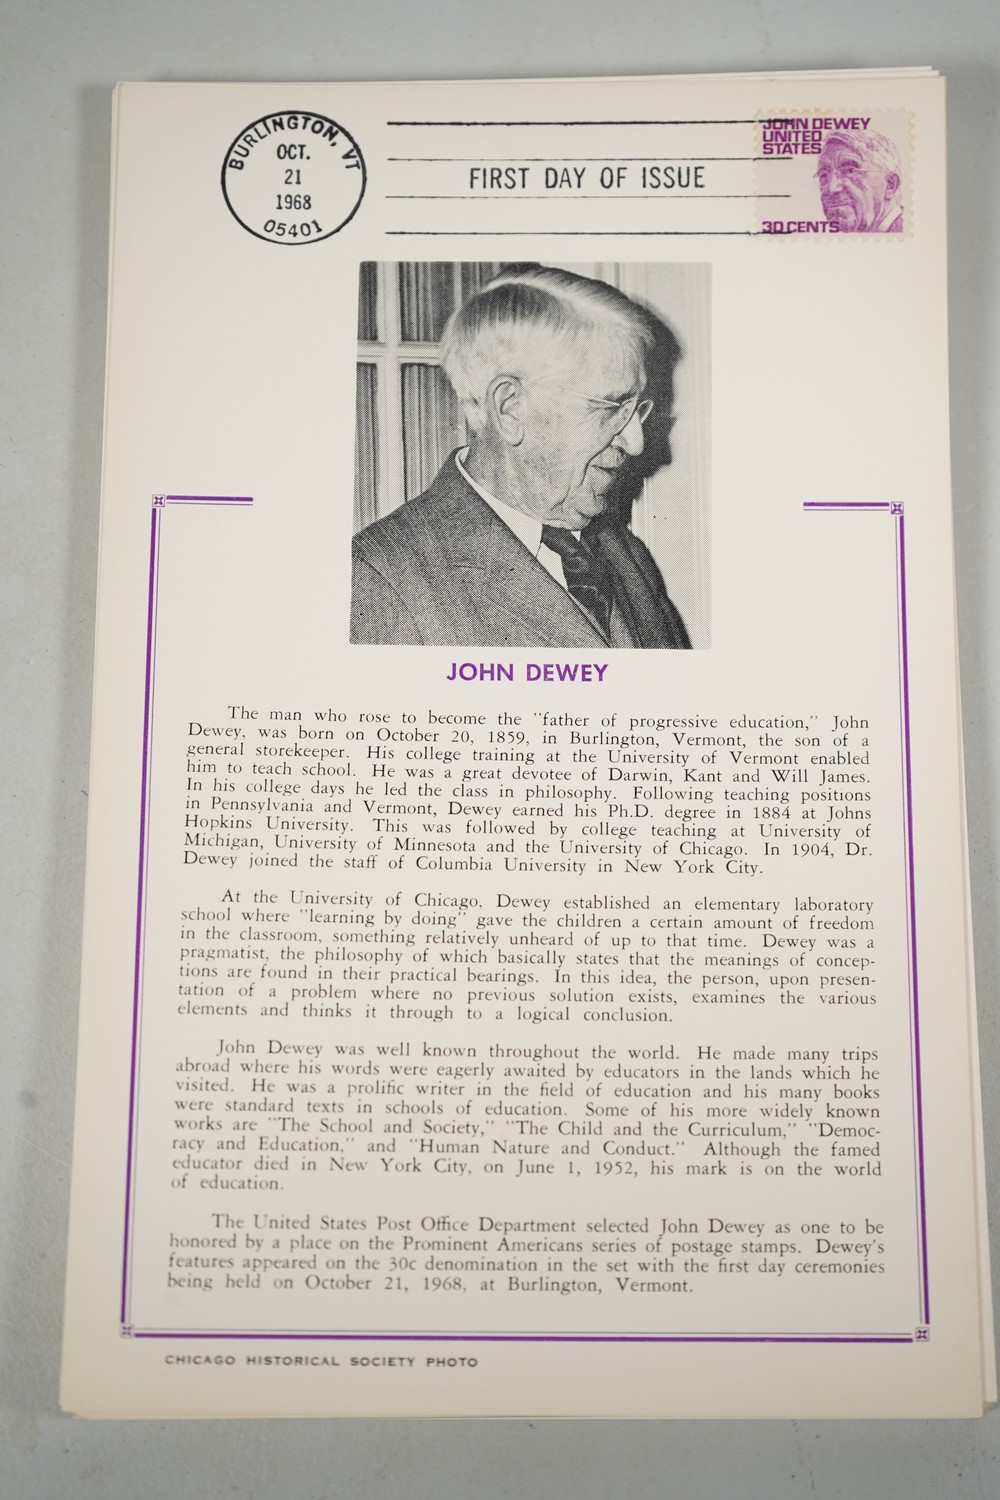 BURLINGTON, VT
OCT.
21
1968
05401
FIRST DAY OF ISSUE
JOHN DEWEY
UNITED
STATES
30 CENTS
JOHN DEWEY
The man who rose to become the "father of progressive education," John
Dewey, was born on October 20, 1859, in Burlington, Vermont, the son of a
general storekeeper. His college training at the University of Vermont enabled
him to teach school. He was a great devotee of Darwin, Kant and Will James.
In his college days he led the class in philosophy. Following teaching positions
in Pennsylvania and Vermont, Dewey earned his Ph.D. degree in 1884 at Johns
Hopkins University. This was followed by college teaching at University of
Michigan, University of Minnesota and the University of Chicago. In 1904, Dr.
Dewey joined the staff of Columbia University in New York City.
At the University of Chicago, Dewey established an elementary laboratory
school where "learning by doing" gave the children a certain amount of freedom
in the classroom, something relatively unheard of up to that time. Dewey was a
pragmatist, the philosophy of which basically states that the meanings of concep-
tions are found in their practical bearings. In this idea, the person, upon presen-
tation of a problem where no previous solution exists, examines the various
elements and thinks it through to a logical conclusion.
John Dewey was well known throughout the world. He made many trips
abroad where his words were eagerly awaited by educators in the lands which he
visited. He was a prolific writer in the field of education and his many books
were standard texts in schools of education. Some of his more widely known
works are "The School and Society," "The Child and the Curriculum," "Democ-
racy and Education," and "Human Nature and Conduct." Although the famed
educator died in New York City, on June 1, 1952, his mark is on the world
of education.
The United States Post Office Department selected John Dewey as one to be
honored by a place on the Prominent Americans series of postage stamps. Dewey's
features appeared on the 30c denomination in the set with the first day ceremonies
being held on October 21, 1968, at Burlington, Vermont.
CHICAGO HISTORICAL SOCIETY PHOTO